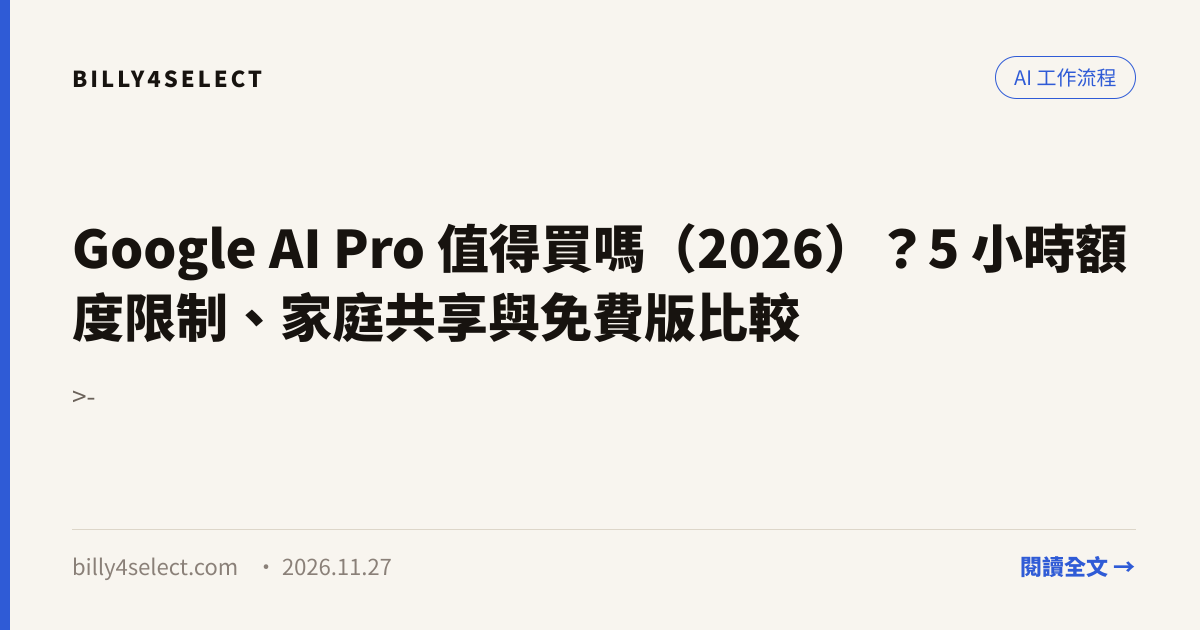 BILLY4SELECT
AI 工作流程
Google AI Pro 值得買嗎（2026）？5 小時額
度限制、家庭共享與免費版比較
>-
billy4select.com ・ 2026.11.27
閱讀全文 →